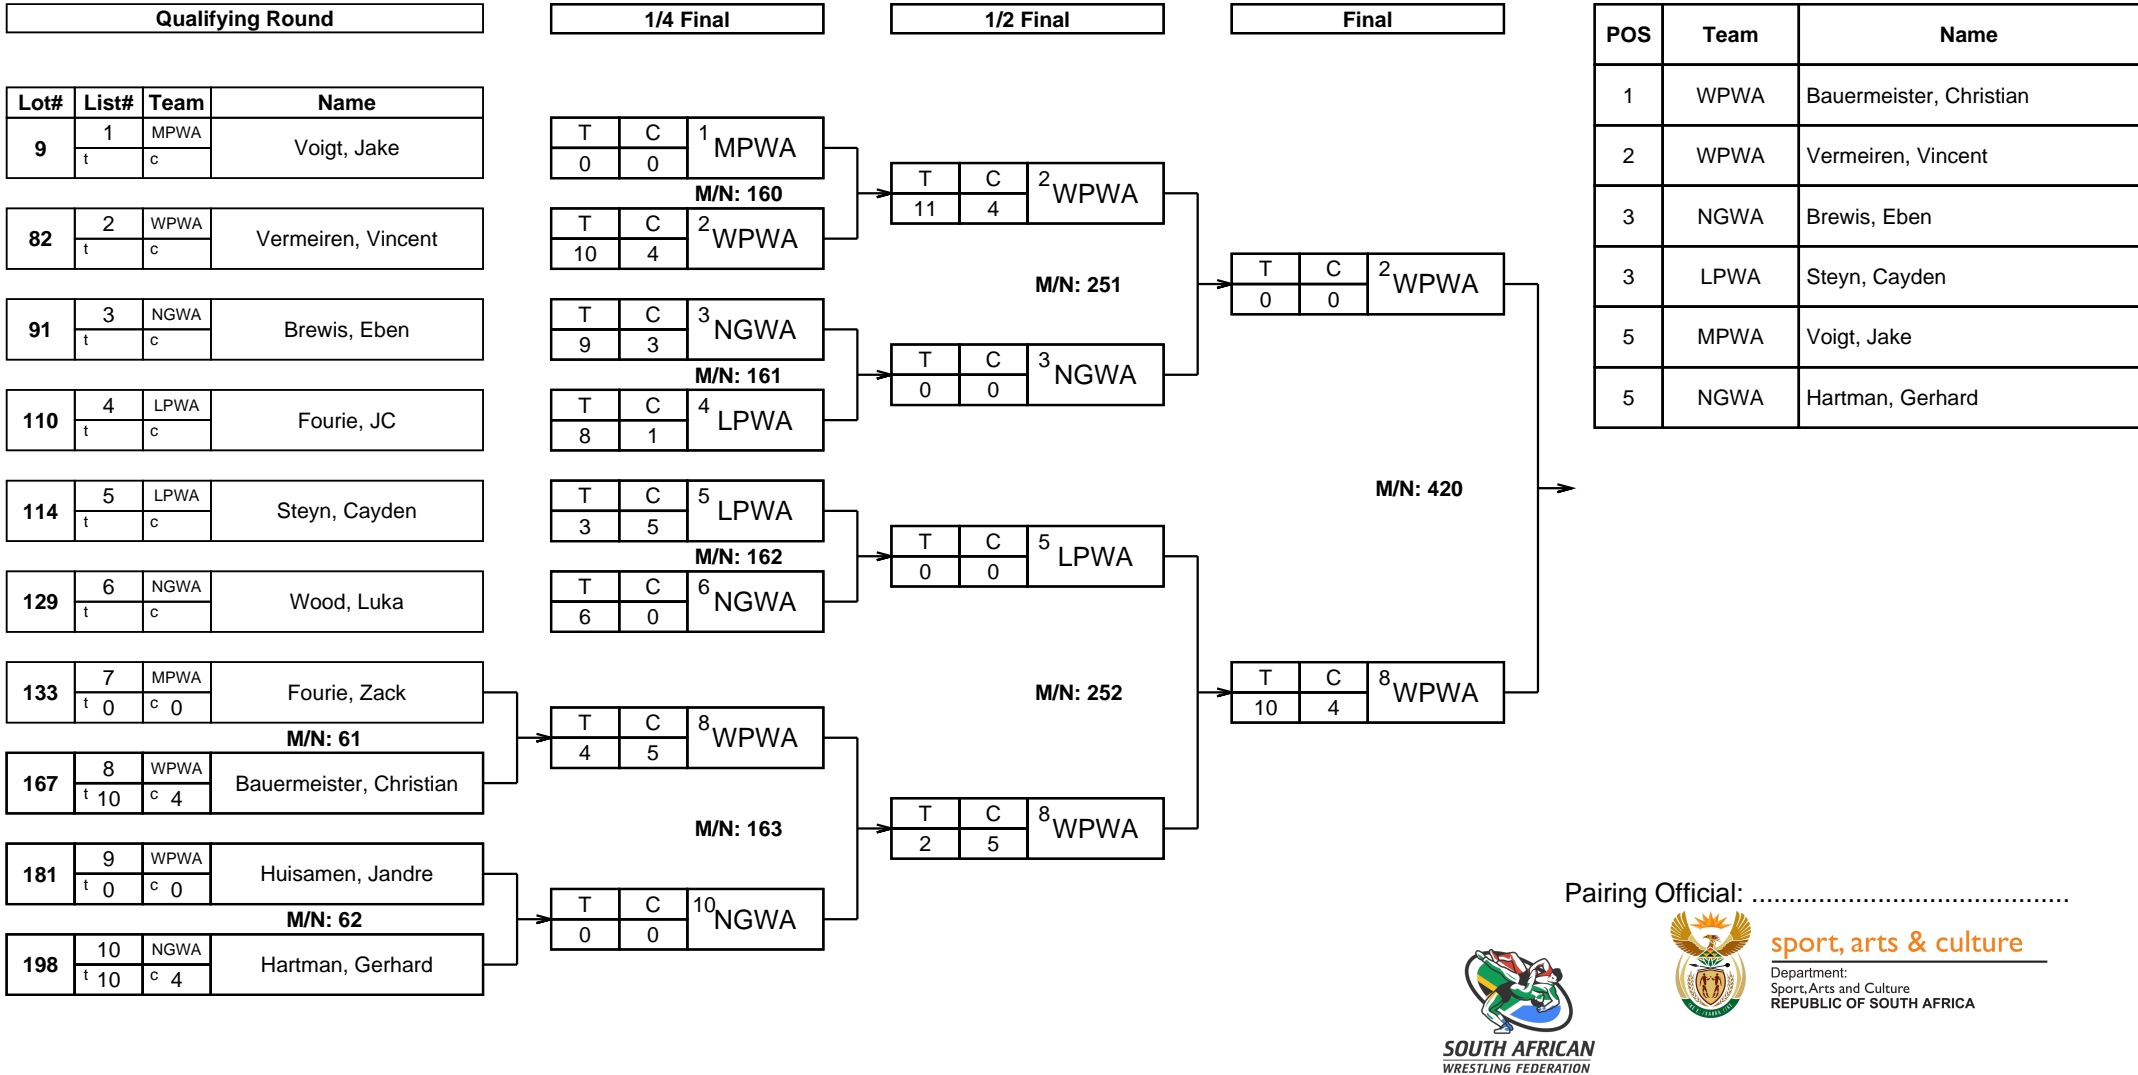 Qualifying Round
1/4 Final
1/2 Final
Final
Lot# List# Team Name
9 1 MPWA Voigt, Jake
t c
82 2 WPWA Vermeiren, Vincent
t c
91 3 NGWA Brewis, Eben
t c
110 4 LPWA Fourie, JC
t c
114 5 LPWA Steyn, Cayden
t c
129 6 NGWA Wood, Luka
t c
133 7 MPWA Fourie, Zack
t 0 c 0
M/N: 61
167 8 WPWA Bauermeister, Christian
t 10 c 4
181 9 WPWA Huisamen, Jandre
t 0 c 0
M/N: 62
198 10 NGWA Hartman, Gerhard
t 10 c 4
T C 1 MPWA
0 0
M/N: 160
T C 2 WPWA
10 4
T C 3 NGWA
9 3
M/N: 161
T C 4 LPWA
8 1
T C 5 LPWA
3 5
M/N: 162
T C 6 NGWA
6 0
T C 8 WPWA
4 5
M/N: 163
T C 10 NGWA
0 0
T C 2 WPWA
11 4
M/N: 251
T C 3 NGWA
0 0
T C 5 LPWA
0 0
M/N: 252
T C 8 WPWA
2 5
T C 2 WPWA
0 0
M/N: 420
T C 8 WPWA
10 4
POS Team Name
1 WPWA Bauermeister, Christian
2 WPWA Vermeiren, Vincent
3 NGWA Brewis, Eben
3 LPWA Steyn, Cayden
5 MPWA Voigt, Jake
5 NGWA Hartman, Gerhard
Pairing Official: ...........................................
SOUTH AFRICAN
WRESTLING FEDERATION
sport, arts & culture
Department:
Sport, Arts and Culture
REPUBLIC OF SOUTH AFRICA